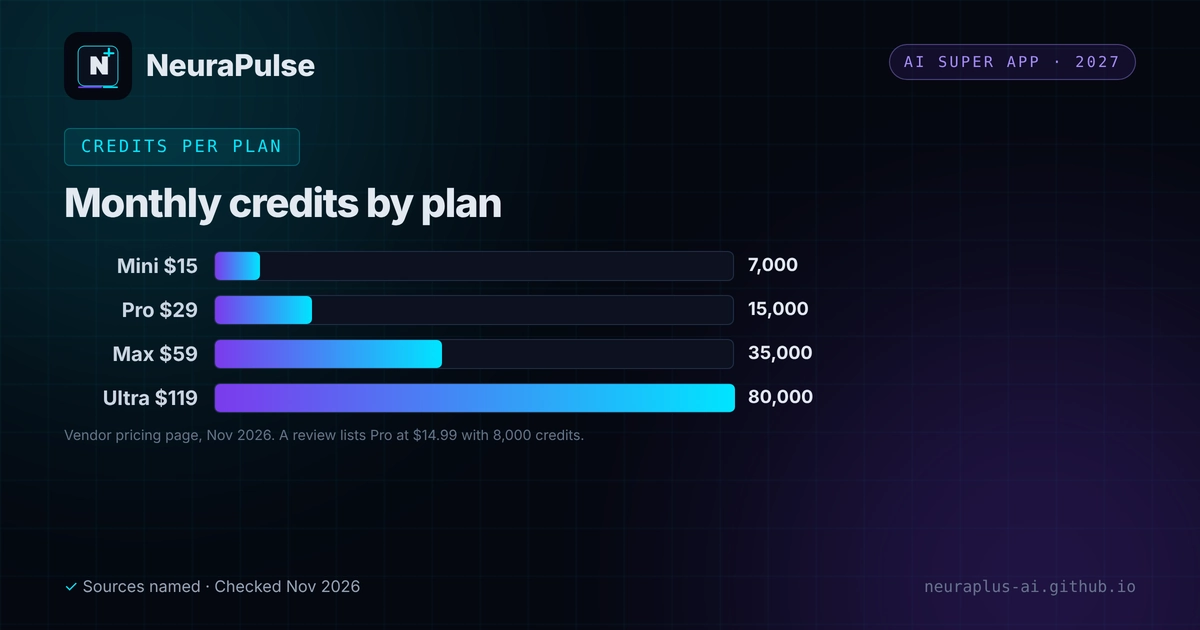 N
NeuraPulse
AI SUPER APP · 2027
CREDITS PER PLAN
Monthly credits by plan
Mini $15 7,000
Pro $29 15,000
Max $59 35,000
Ultra $119 80,000
Vendor pricing page, Nov 2026. A review lists Pro at $14.99 with 8,000 credits.
✓ Sources named · Checked Nov 2026
neuraplus-ai.github.io